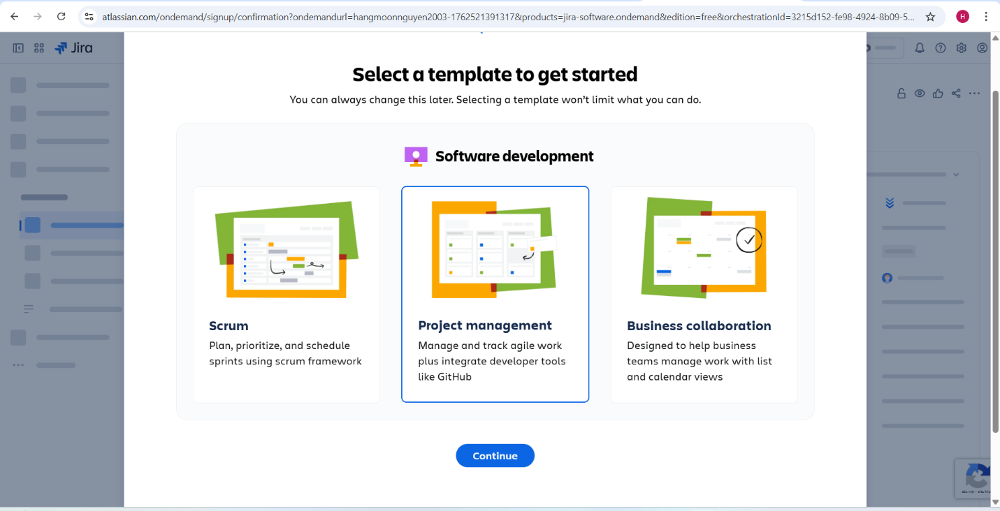 atlassian.com/ondemand/signup/confirmation?ondemandurl=hangmoonnguyen2003-1762521391317&products=jira-software.ondemand&edition=free&orchestrationId=3215d152-fe98-4924-8b09-5...
H
Jira
Select a template to get started
You can always change this later. Selecting a template won't limit what you can do.
Software development
Scrum
Plan, prioritize, and schedule
sprints using scrum framework
Project management
Manage and track agile work
plus integrate developer tools
like GitHub
Business collaboration
Designed to help business
teams manage work with list
and calendar views
Continue